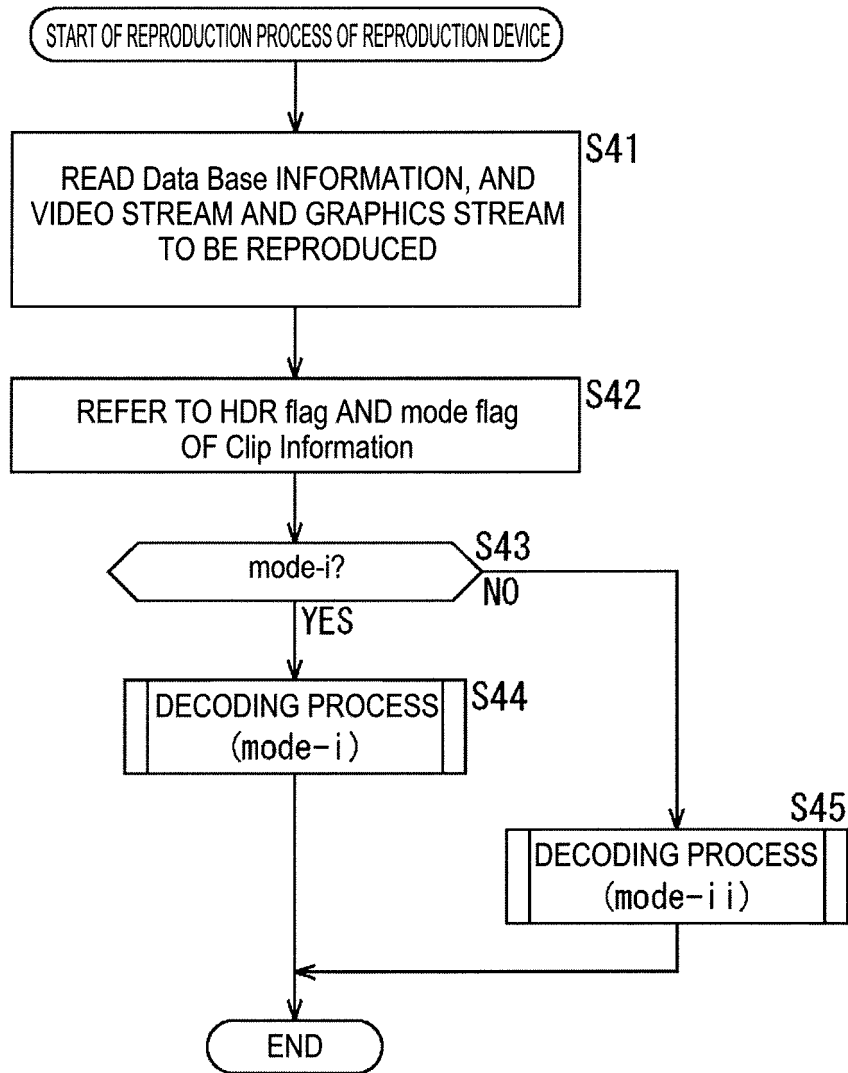 START OF REPRODUCTION PROCESS OF REPRODUCTION DEVICE
S41
READ Data Base INFORMATION, AND
VIDEO STREAM AND GRAPHICS STREAM
TO BE REPRODUCED
S42
REFER TO HDR flag AND mode flag
OF Clip Information
S43
mode-i?
NO
YES
DECODING PROCESS
(mode-i)
S44
S45
DECODING PROCESS
(mode-ii)
END